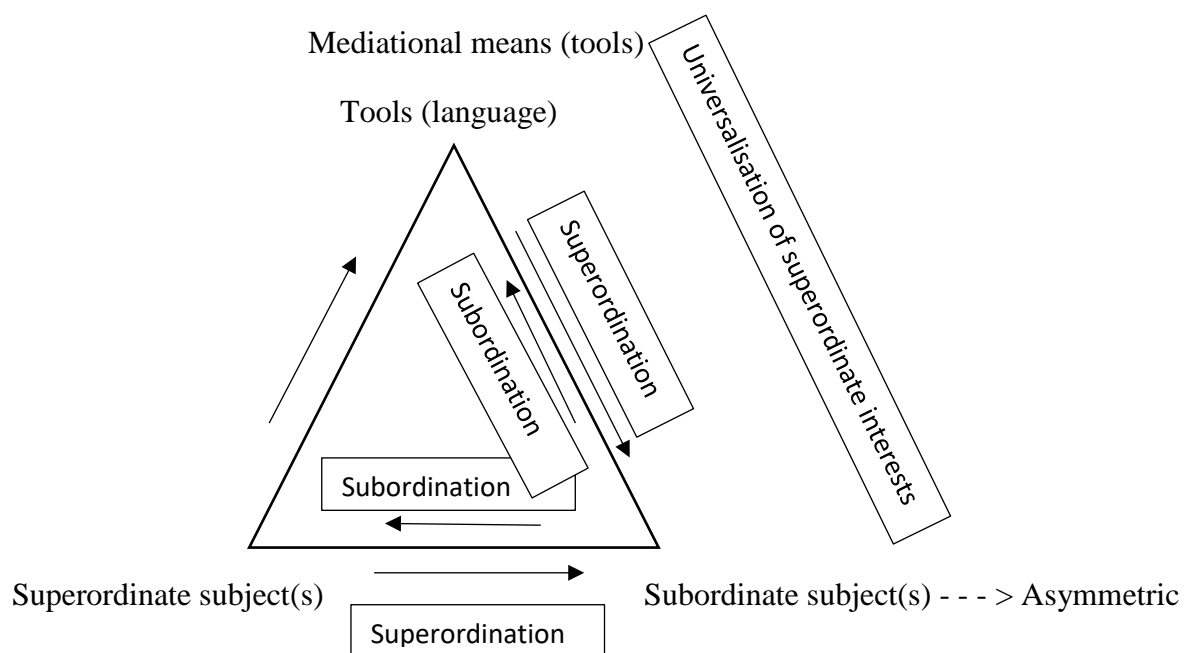 Mediational means (tools)
Tools (language)
Universalisation of superordinate interests
Superordination
Subordination
Subordination
Superordinate subject(s)
Subordinate subject(s) - - - > Asymmetric
Superordination